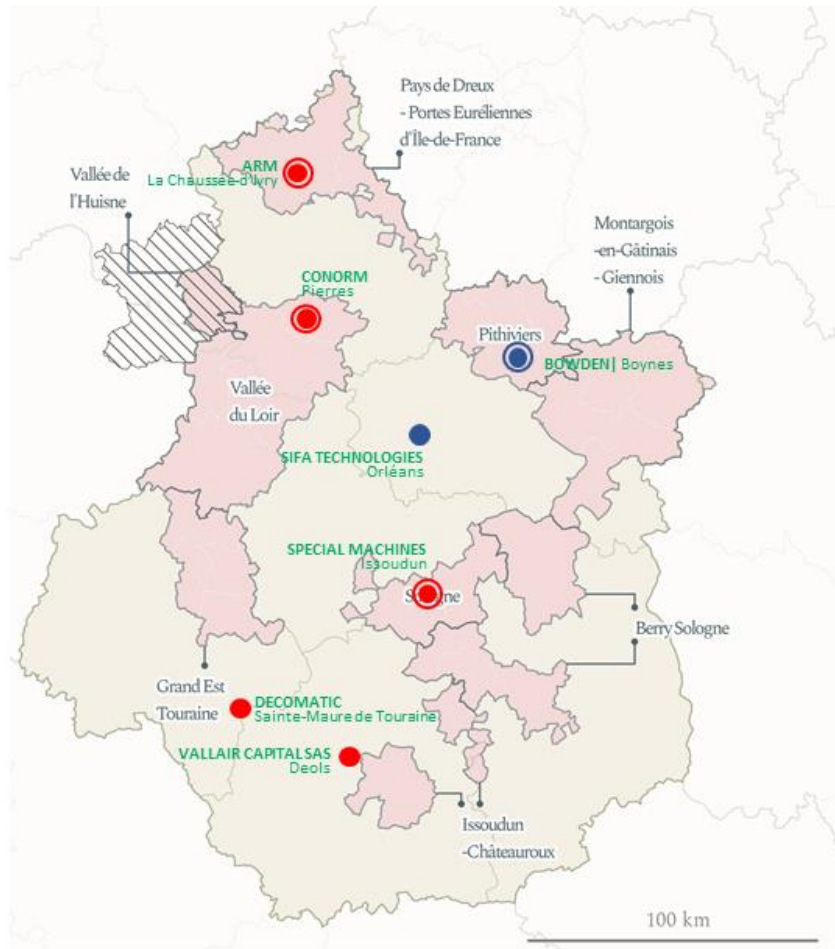 Pays de Dreux
- Portes Euréliennes
d'Île-de-France
ARM
La Chaussée-d'Ivry
Vallée de
l'Huisne
Montargois
-en-Gâtinais
- Giennois
CONORM
Pierres
Pithiviers
BOWDEN| Boynes
Vallée
du Loir
SIFA TECHNOLOGIES
Orléans
SPECIAL MACHINES
Issoudun
Sologne
Berry Sologne
Grand Est
Touraine
DECOMATIC
Sainte-Maure de Touraine
VALLAIR CAPITAL SAS
Deols
Issoudun
-Châteauroux
100 km